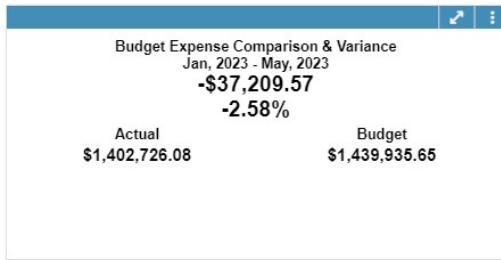 Budget Expense Comparison & Variance
Jan, 2023 - May, 2023
-$37,209.57
-2.58%
Actual Budget
$1,402,726.08 $1,439,935.65